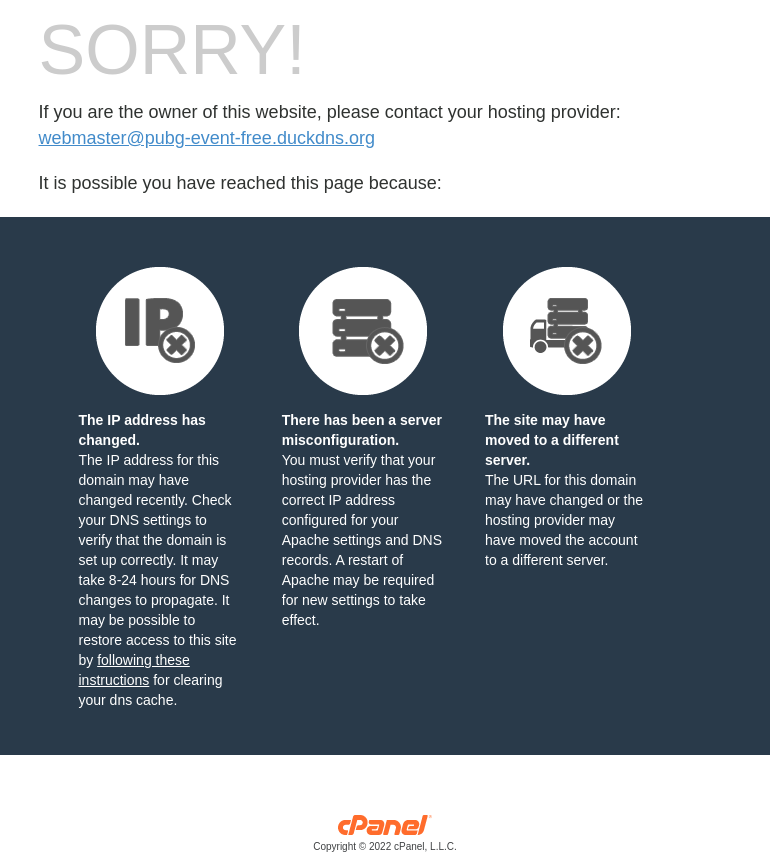 SORRY!
If you are the owner of this website, please contact your hosting provider:
webmaster@pubg-event-free.duckdns.org
It is possible you have reached this page because:
IP
The IP address has
changed.
The IP address for this
domain may have
changed recently. Check
your DNS settings to
verify that the domain is
set up correctly. It may
take 8-24 hours for DNS
changes to propagate. It
may be possible to
restore access to this site
by following these
instructions for clearing
your dns cache.
There has been a server
misconfiguration.
You must verify that your
hosting provider has the
correct IP address
configured for your
Apache settings and DNS
records. A restart of
Apache may be required
for new settings to take
effect.
The site may have
moved to a different
server.
The URL for this domain
may have changed or the
hosting provider may
have moved the account
to a different server.
cPanel
Copyright © 2022 cPanel, L.L.C.